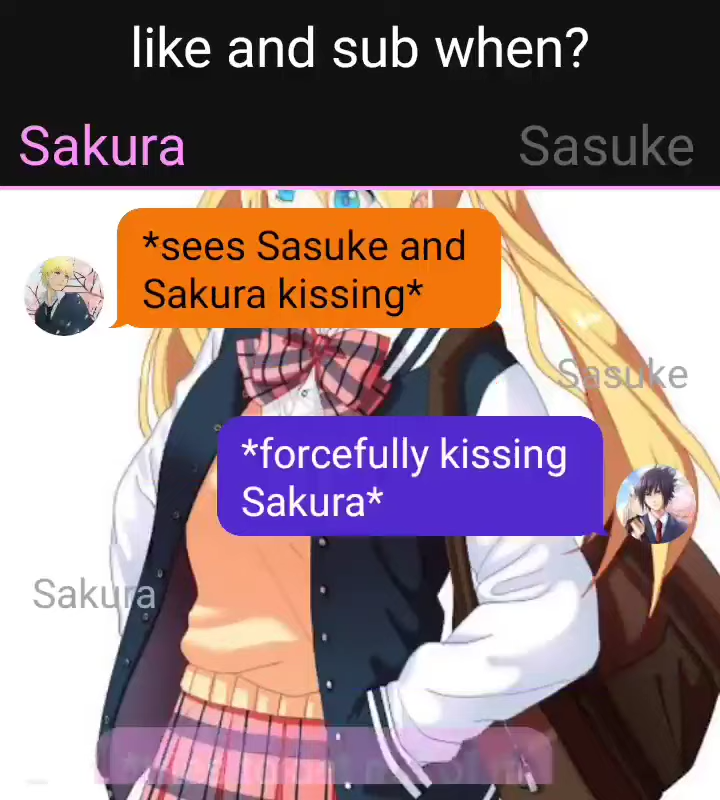 like and sub when?
Sakura
Sasuke
*sees Sasuke and
Sakura kissing*
Sasuke
*forcefully kissing
Sakura*
Sakura